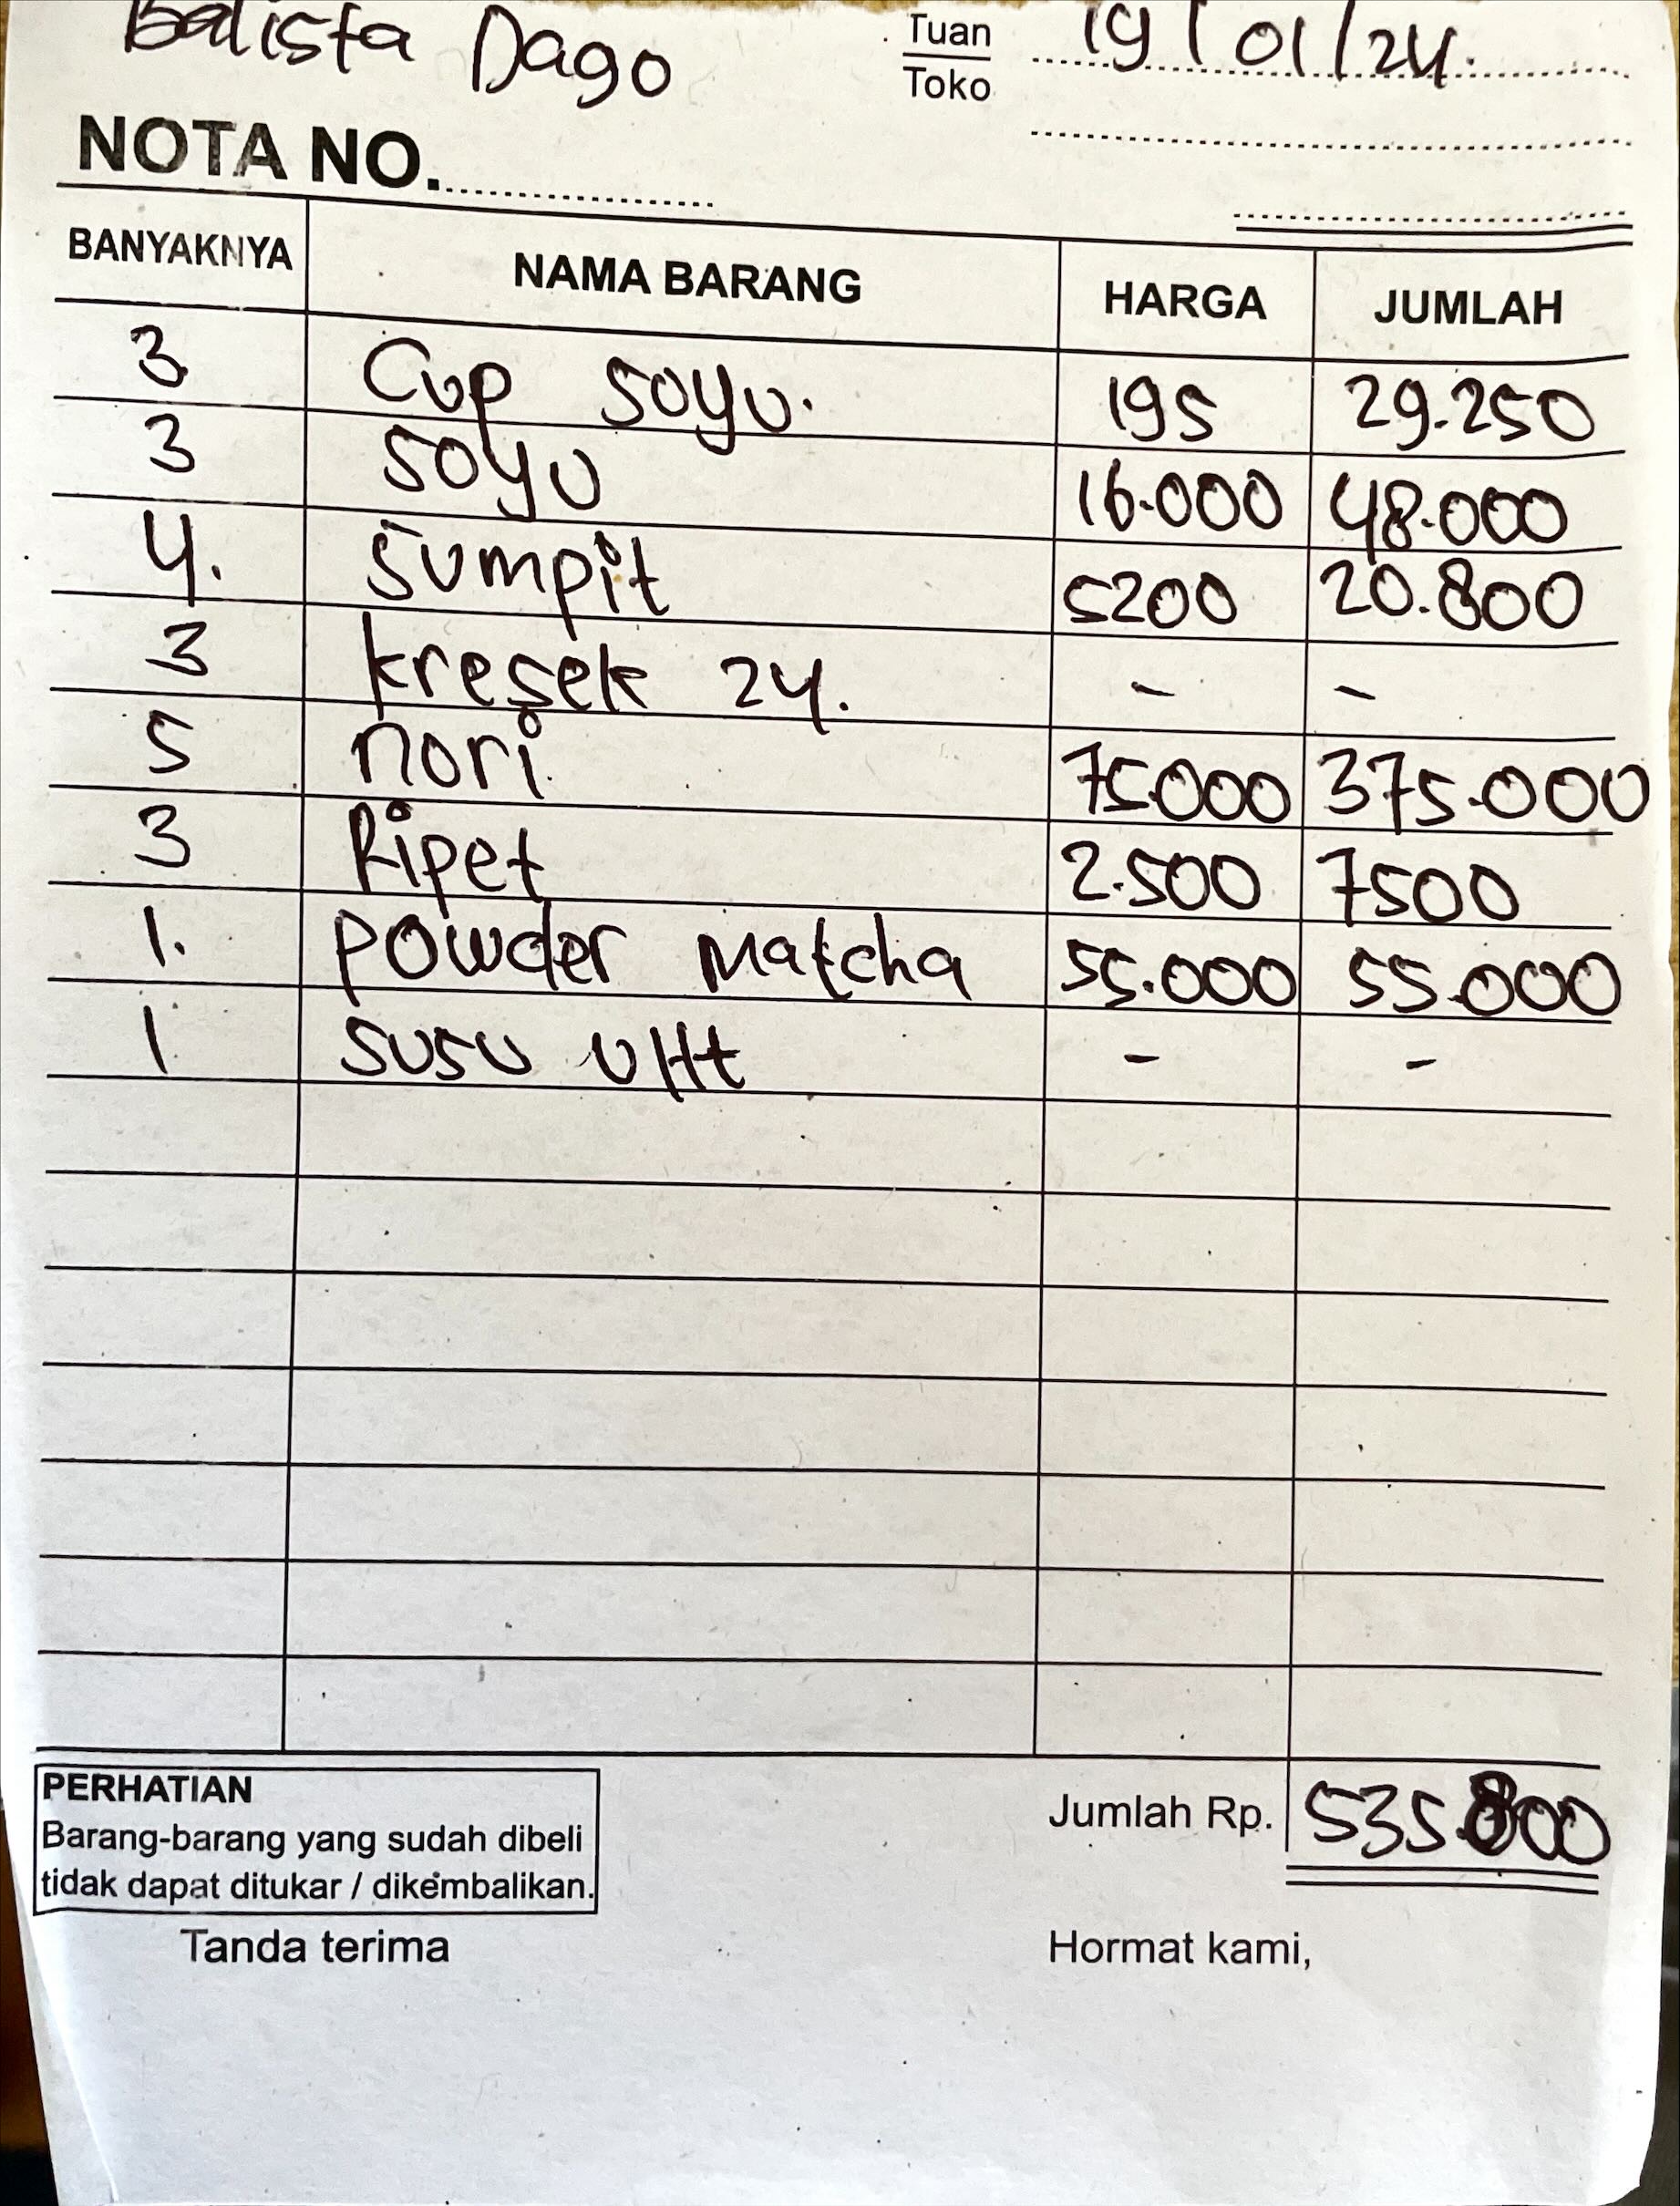 Balista Dago
Tuan
Toko
19/01/24.
NOTA NO.
BANYAKNYA NAMA BARANG HARGA JUMLAH
3 Cup soyu. 195 29.250
3 soyu 16.000 48.000
4. sumpit 5200 20.800
3 kresek 24. - -
5 nori 75.000 375.000
3 Pipet 2.500 7500
1. powder Matcha 55.000 55.000
1 susu UHt - -
Jumlah Rp. 535.800
PERHATIAN
Barang-barang yang sudah dibeli
tidak dapat ditukar / dikembalikan.
Tanda terima Hormat kami,